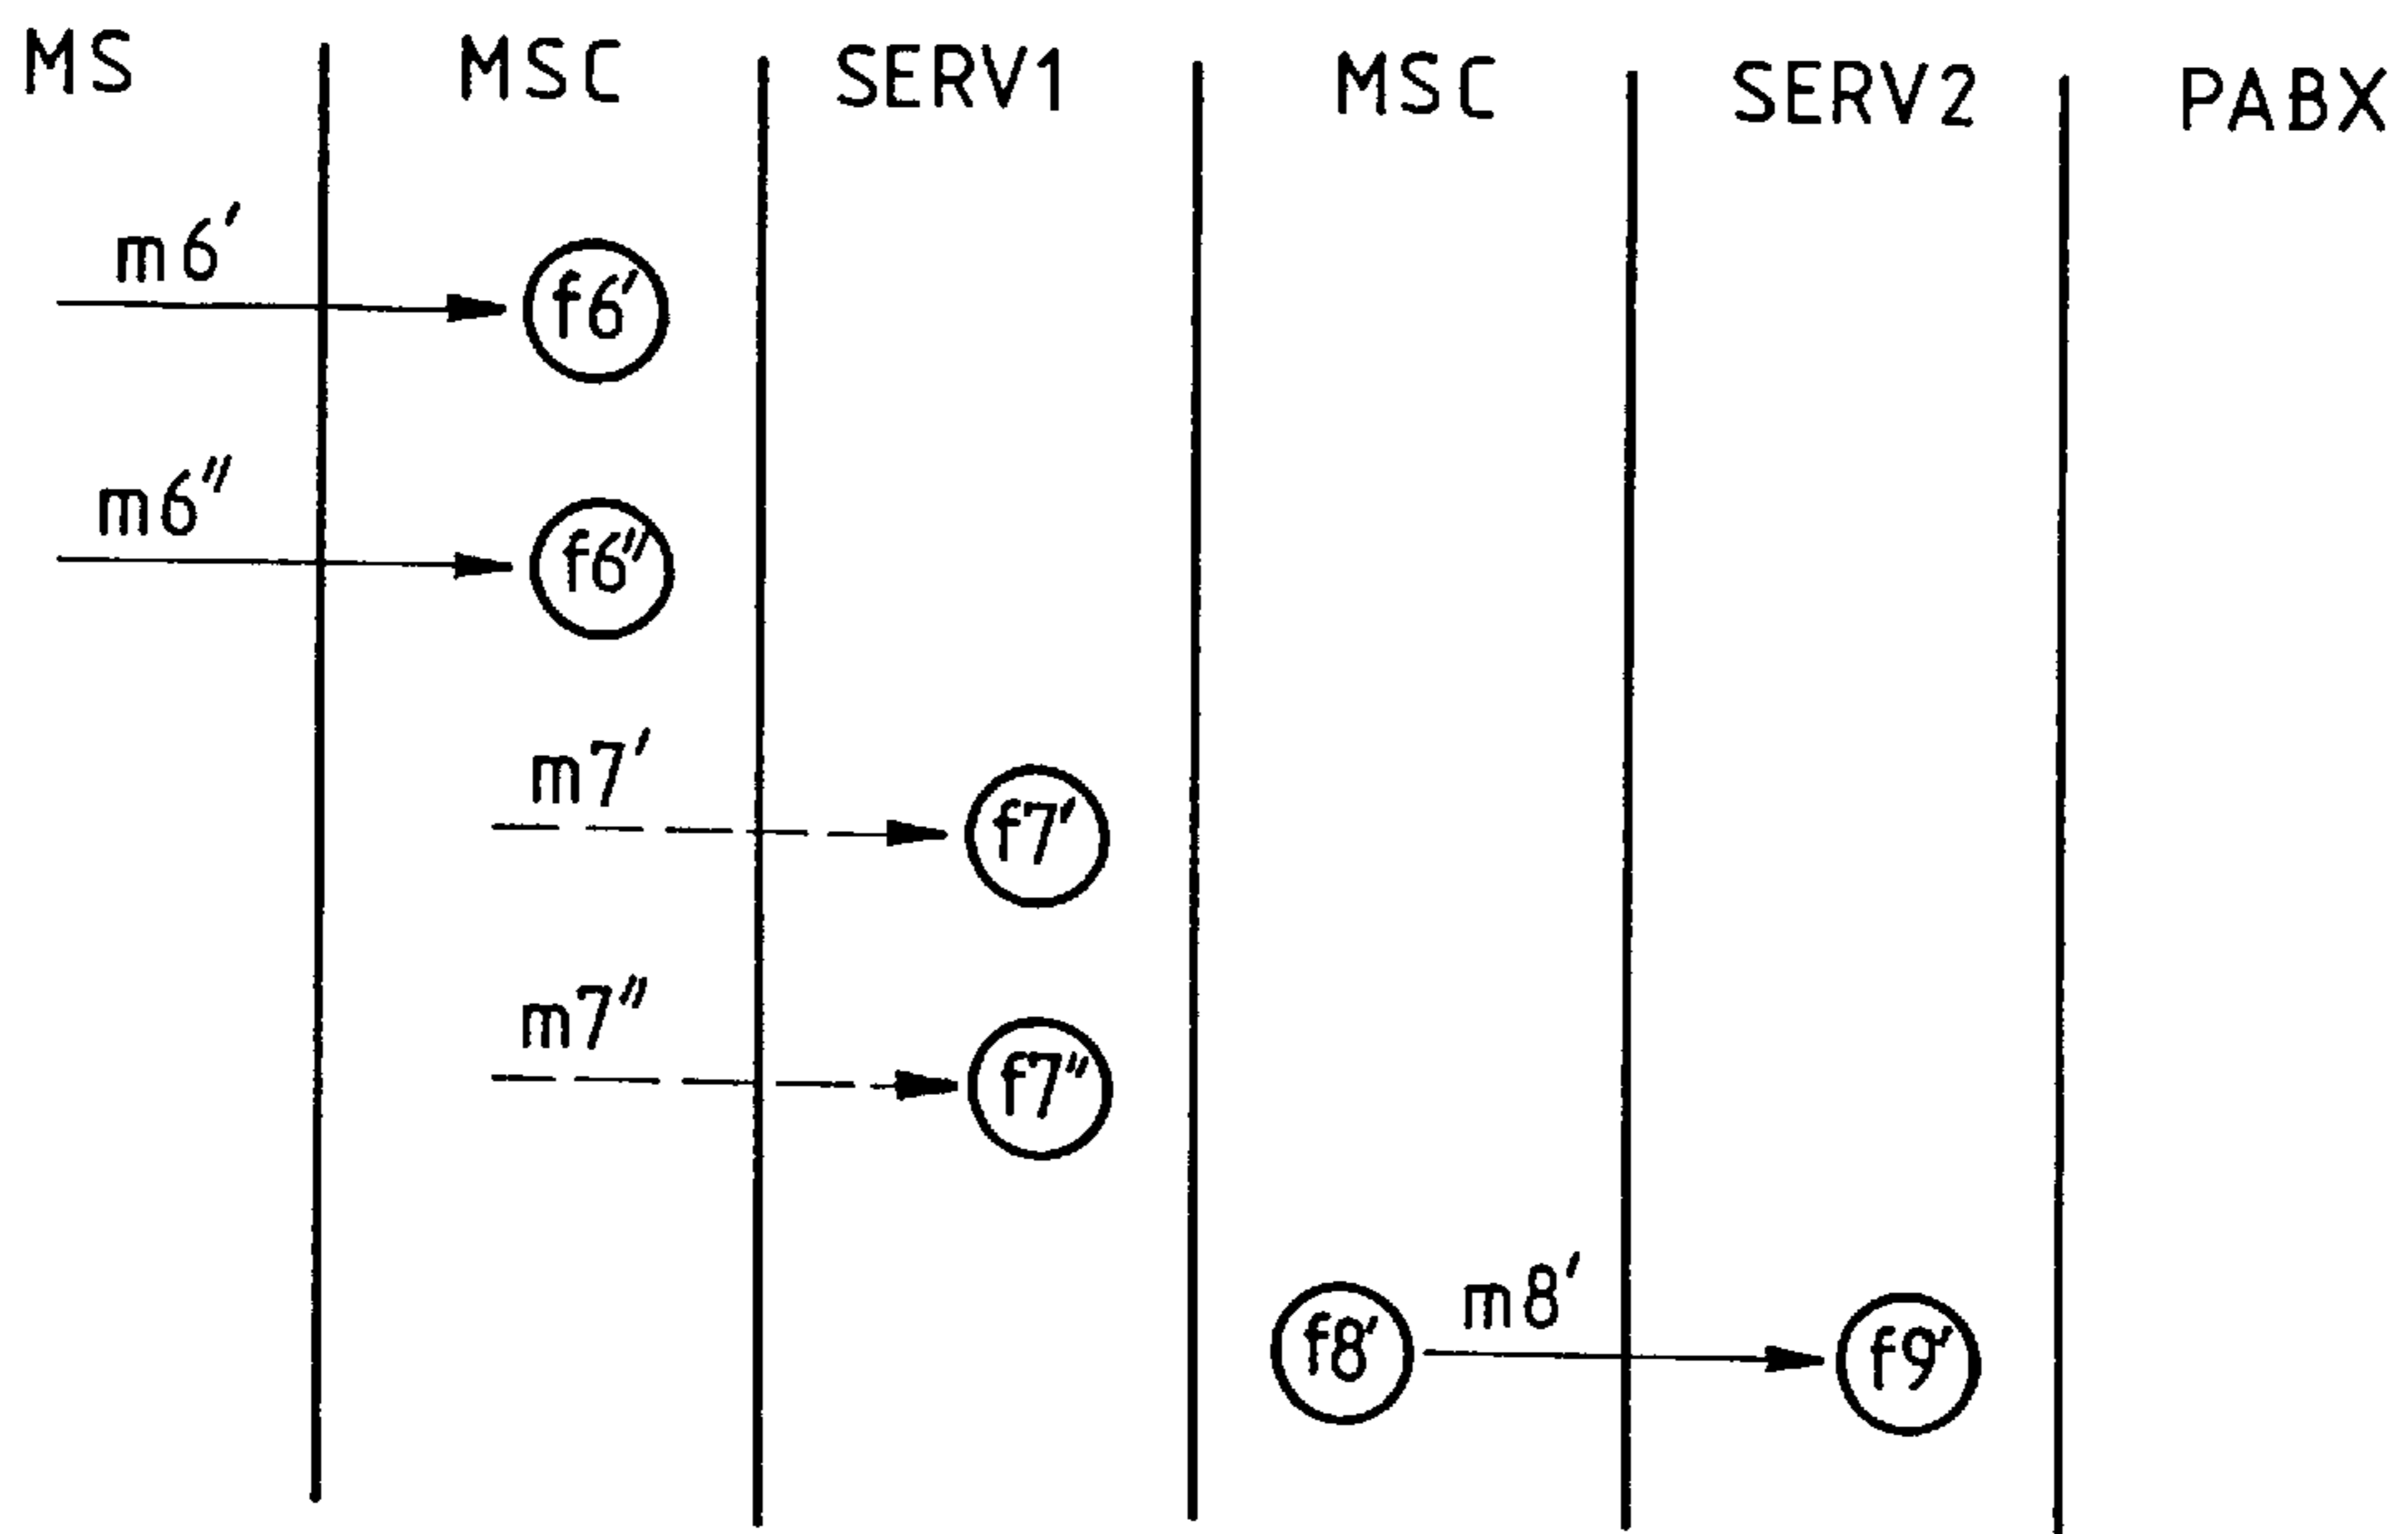 MS MSC SERV1 MSC SERV2 PABX
m6′ f6′
m6″ f6″
m7′ f7′
m7″ f7″
f8′ m8′ f9′